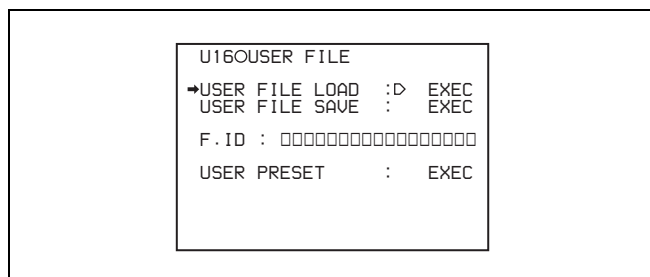 U16OUSER FILE
➡USER FILE LOAD :▷ EXEC
USER FILE SAVE : EXEC
F.ID : □□□□□□□□□□□□□□□□□□
USER PRESET : EXEC